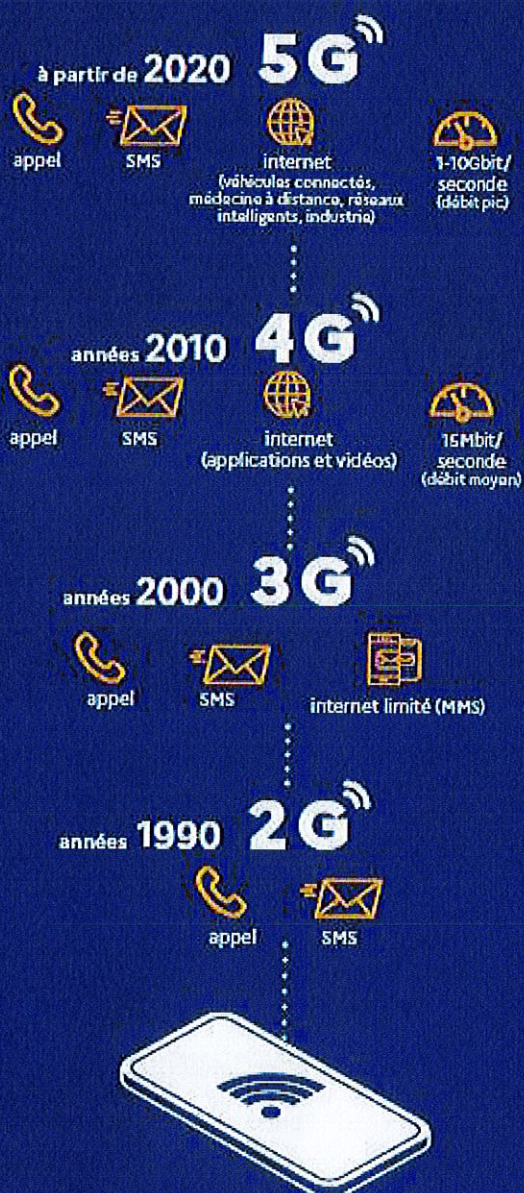 à partir de 2020 5G
appel
SMS
internet
(véhicules connectés,
médecine à distance, réseaux
intelligents, industrie)
1-10Gbit/
seconde
(débit pic)
années 2010 4G
appel
SMS
internet
(applications et vidéos)
15Mbit/
seconde
(débit moyen)
années 2000 3G
appel
SMS
internet limité (MMS)
années 1990 2G
appel
SMS